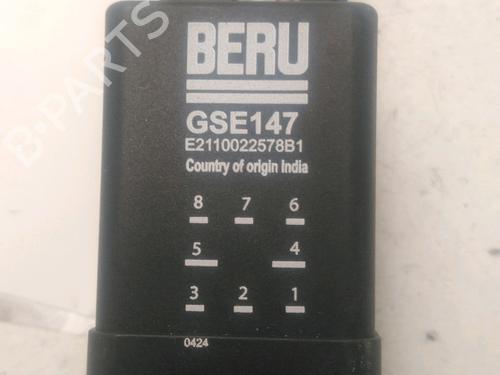 BERU
GSE147
E2110022578B1
Country of origin India
8 7 6
5 4
3 2 1
0424
B-PARTS